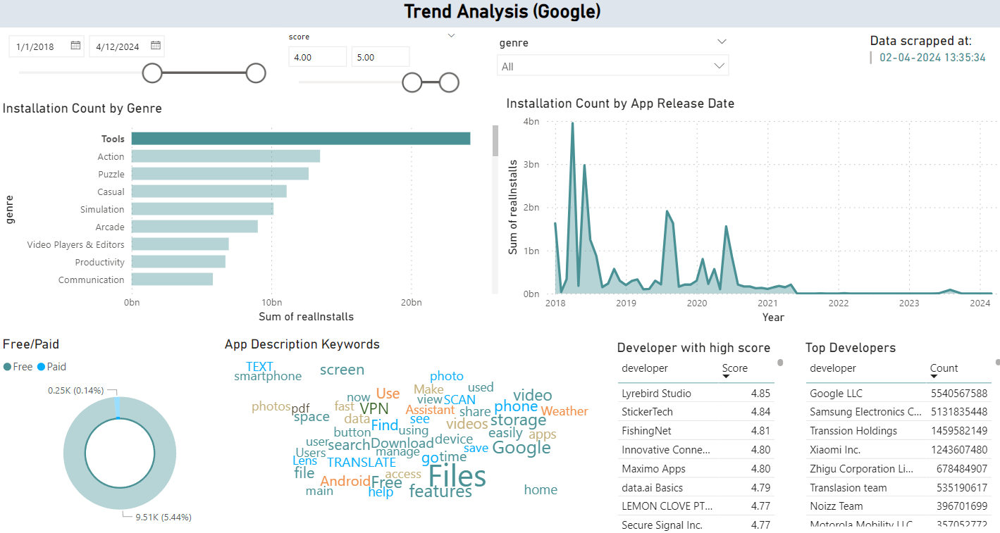 Trend Analysis (Google)
1/1/2018
4/12/2024
score
4.00
5.00
genre
All
Data scrapped at:
02-04-2024 13:35:34
Installation Count by Genre
genre
Tools
Action
Puzzle
Casual
Simulation
Arcade
Video Players & Editors
Productivity
Communication
0bn
10bn
20bn
Sum of realInstalls
Installation Count by App Release Date
Sum of realInstalls
4bn
3bn
2bn
1bn
0bn
2018
2019
2020
2021
2022
2023
2024
Year
Free/Paid
Free
Paid
0.25K (0.14%)
9.51K (5.44%)
App Description Keywords
TEXT
smartphone
screen
photo
used
Make
Use
now
view
SCAN
video
photos
pdf
fast
VPN
Assistant
share
phone
Weather
space
data
see
Find
videos
storage
button
using
easily
apps
user
search
Download
device
Users
manage
save
Google
Lens
TRANSLATE
go
time
file
access
Files
Android
Free
main
help
features
home
Developer with high score
developer Score
Lyrebird Studio 4.85
StickerTech 4.84
FishingNet 4.81
Innovative Conne... 4.80
Maximo Apps 4.80
data.ai Basics 4.79
LEMON CLOVE PT... 4.77
Secure Signal Inc. 4.77
Top Developers
developer Count
Google LLC 5540567588
Samsung Electronics C... 5131835448
Transsion Holdings 1459582149
Xiaomi Inc. 1243607480
Zhigu Corporation Li... 678484907
Translasion team 535190617
Noizz Team 396701699
Motorola Mobility LLC 357052772